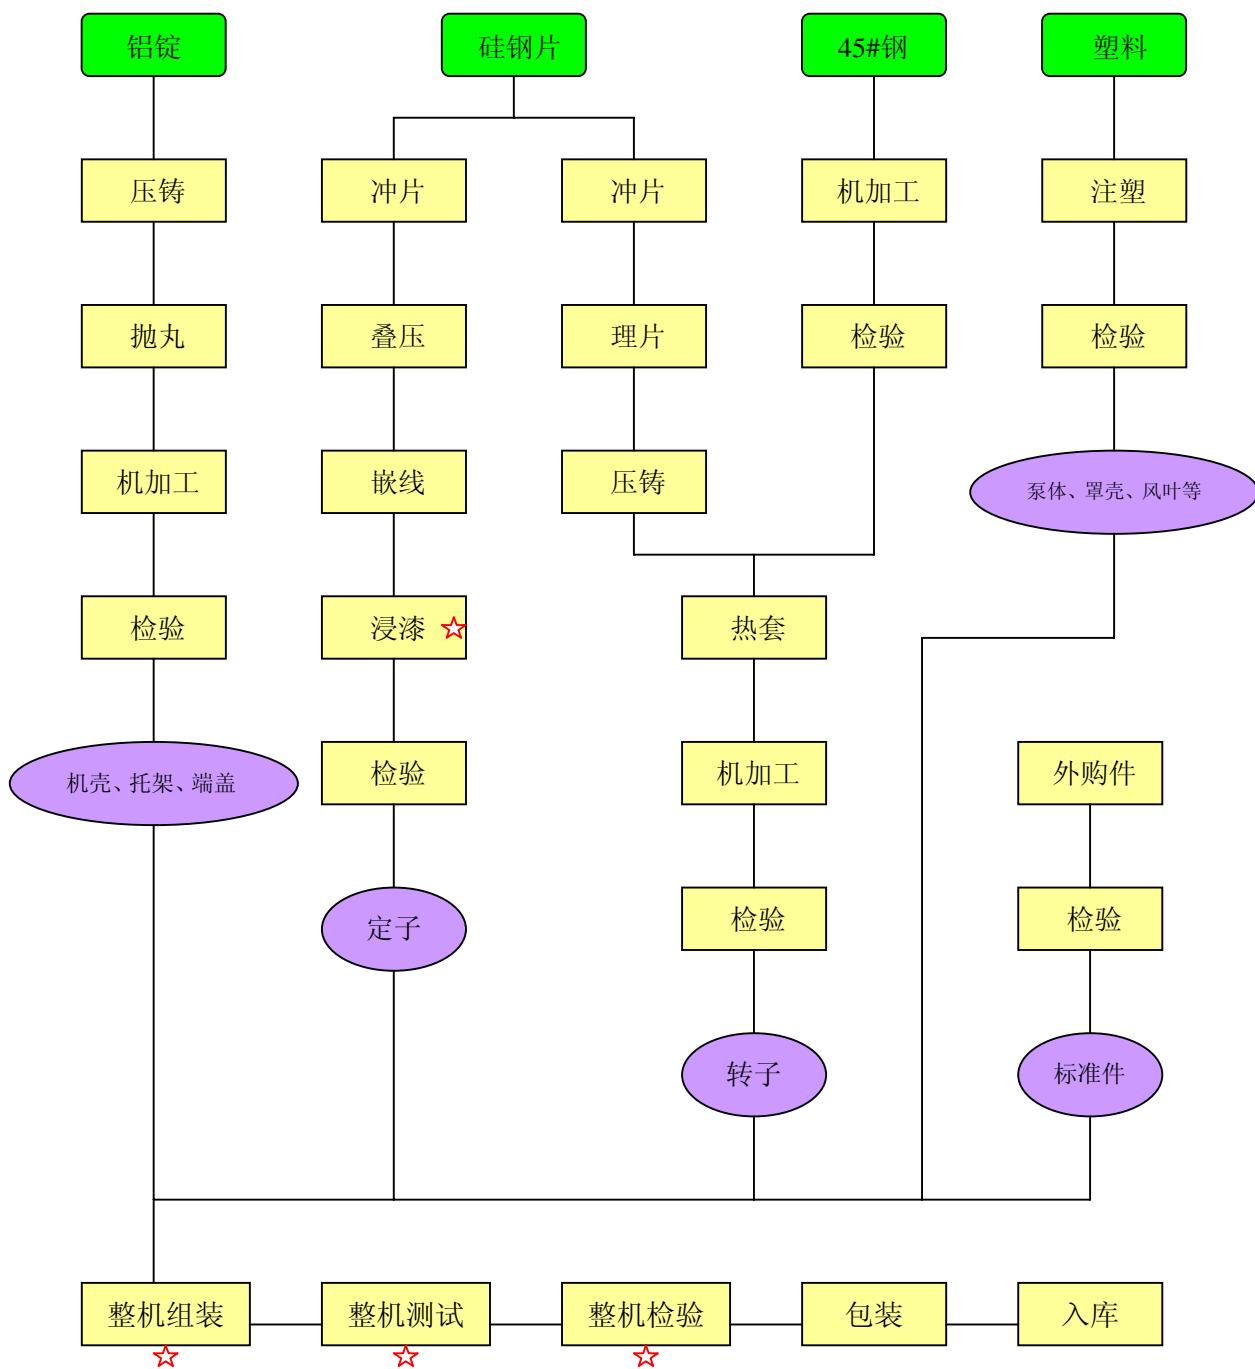 铝锭
硅钢片
45#钢
塑料
压铸
冲片
冲片
机加工
注塑
抛丸
叠压
理片
检验
检验
机加工
嵌线
压铸
泵体、罩壳、风叶等
检验
浸漆
热套
机壳、托架、端盖
检验
机加工
外购件
定子
检验
检验
转子
标准件
整机组装
整机测试
整机检验
包装
入库